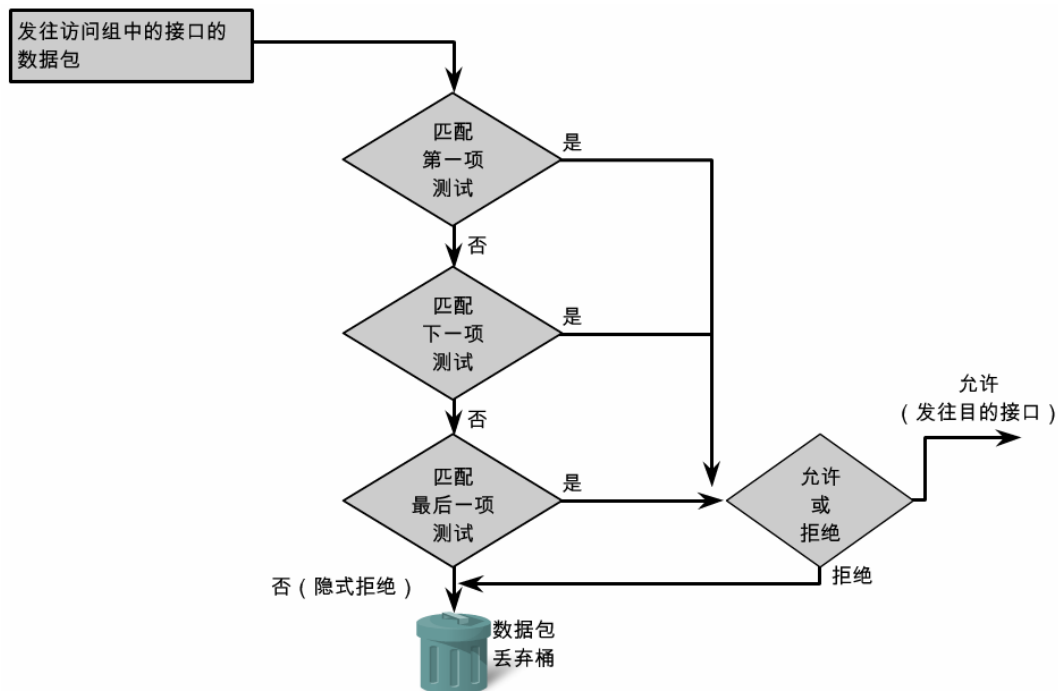 发往访问组中的接口的
数据包
匹配
第一项
测试
是
否
匹配
下一项
测试
是
否
匹配
最后一项
测试
是
允许
或
拒绝
允许
（发往目的接口）
拒绝
否（隐式拒绝）
数据包
丢弃桶